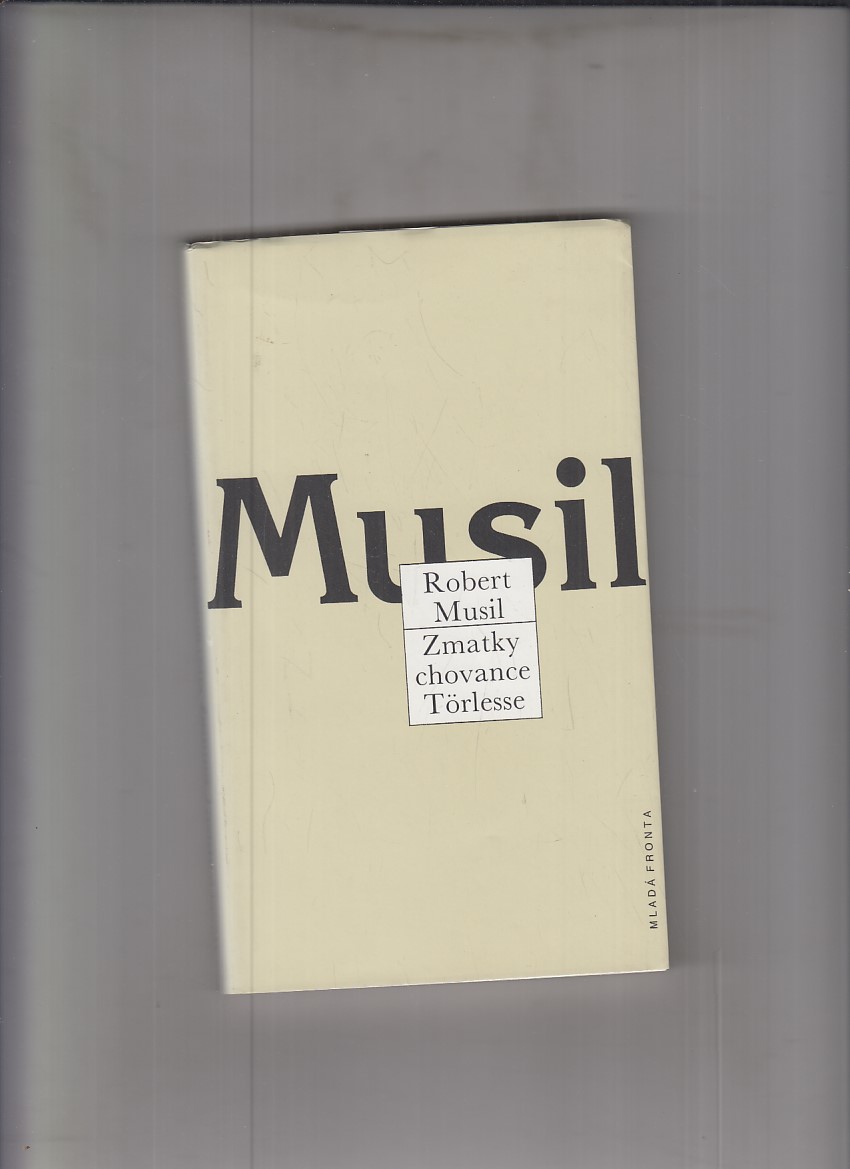 Musil
Robert
Musil
Zmatky
chovance
Törlesse
MLADÁ FRONTA